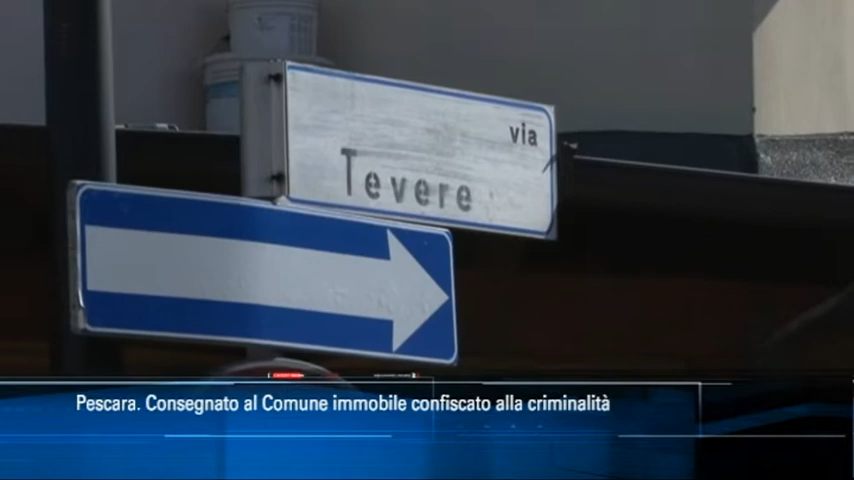 via
Tevere
Pescara. Consegnato al Comune immobile confiscato alla criminalità